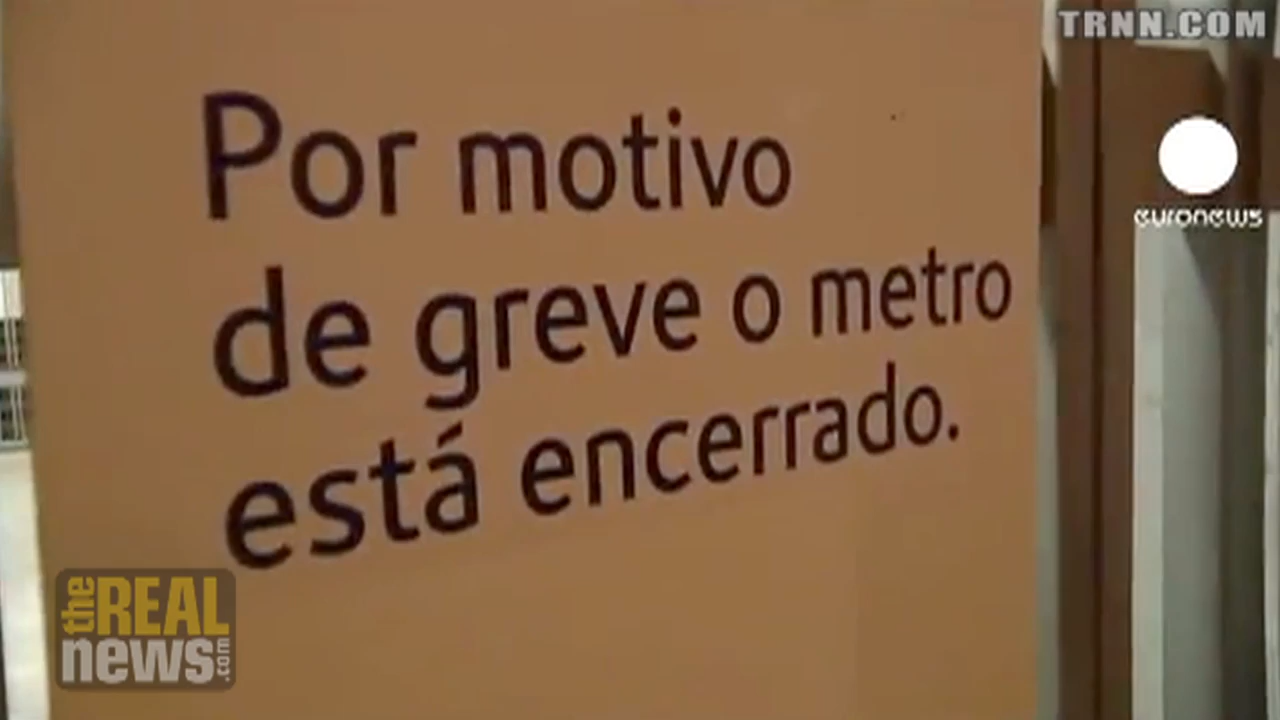 TRNN.COM
Por motivo
de greve o metro
está encerrado.
euronews
the REAL
news.com